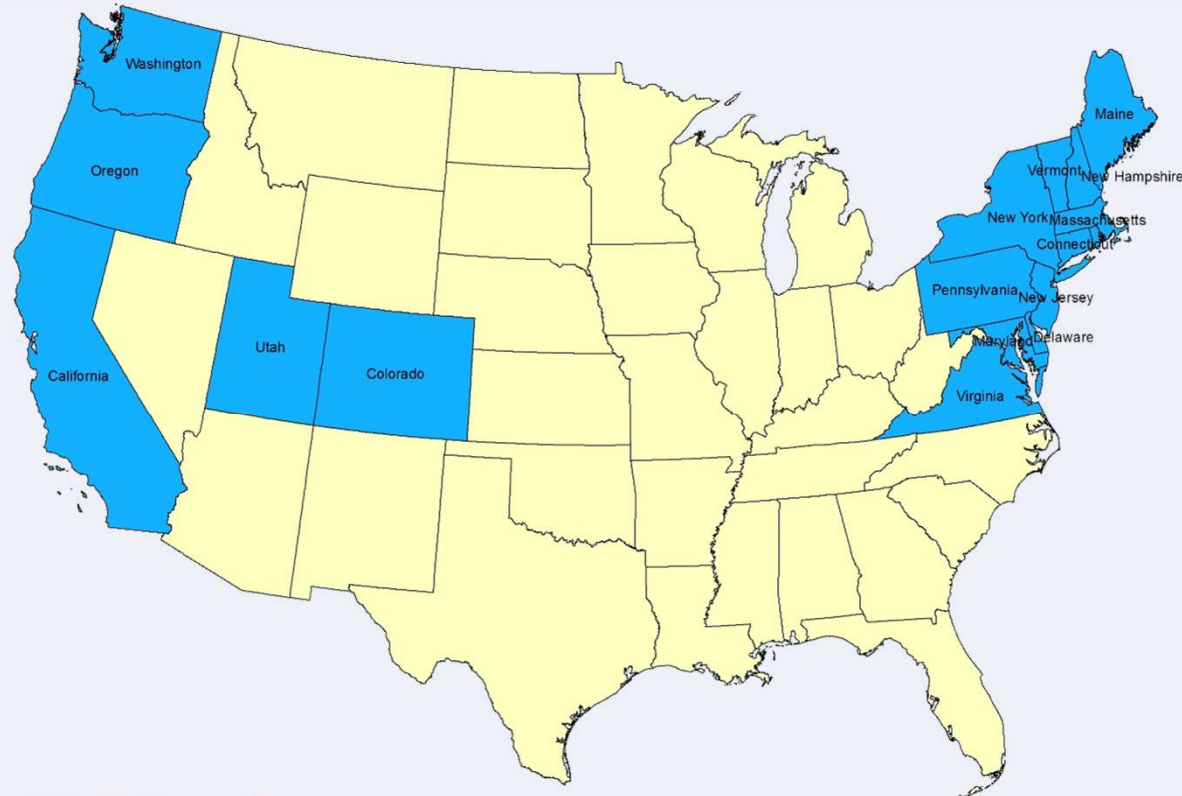 Washington
Maine
Oregon
Vermont
New Hampshire
New York
Massachusetts
Connecticut
Pennsylvania
New Jersey
Utah
Maryland
Delaware
Colorado
California
Virginia